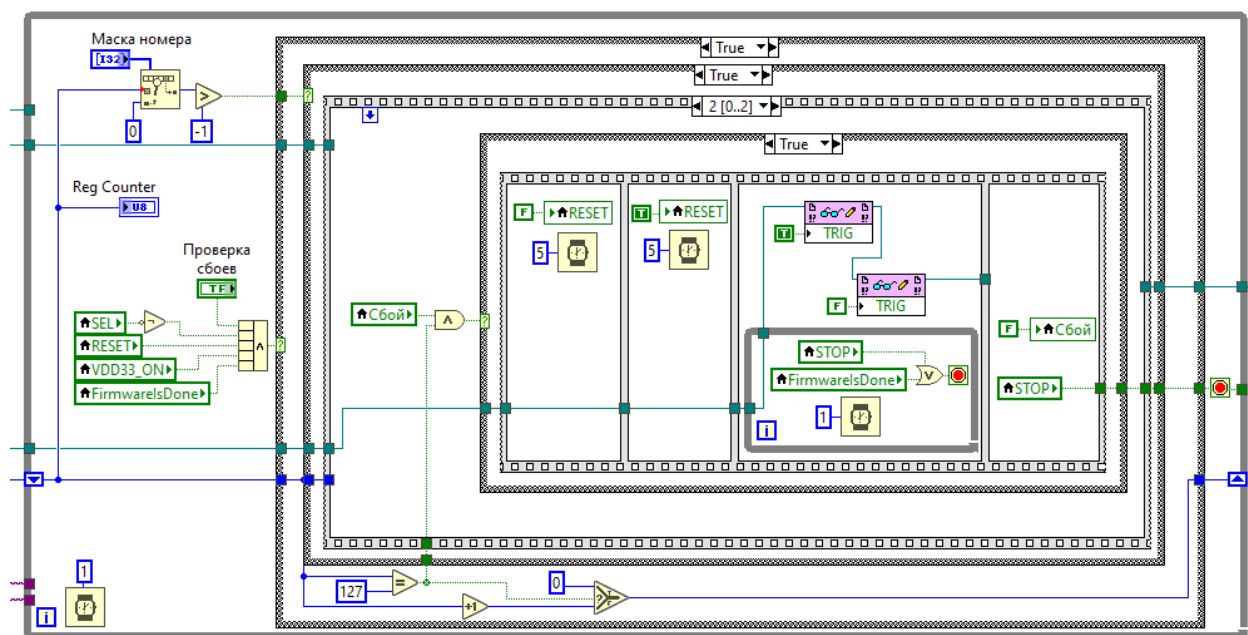 True
Маска номера
True
[I32]
2 [0..2]
0
-1
True
Reg Counter
U8
F
RESET
T
RESET
TRIG
T
5
5
Проверка
сбоев
TF
TRIG
F
Сбой
SEL
RESET
VDD33_ON
FirmwareIsDone
STOP
FirmwareIsDone
F
Сбой
STOP
1
i
1
0
127
+1
i